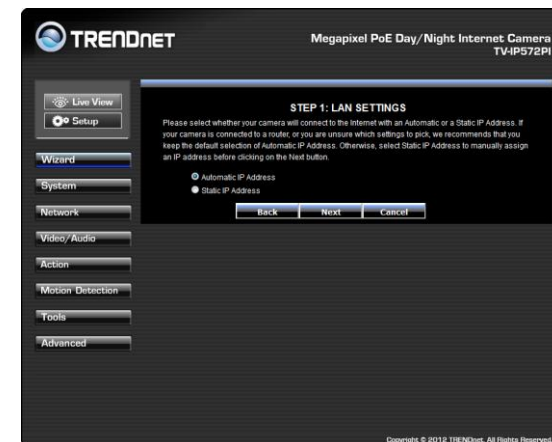 TRENDNET
Megapixel PoE Day/Night Internet Camera
TV-IP572PI
Live View
Setup
Wizard
System
Network
Video/Audio
Action
Motion Detection
Tools
Advanced
STEP 1: LAN SETTINGS
Please select whether your camera will connect to the Internet with an Automatic or a Static IP Address. If
your camera is connected to a router, or you are unsure which settings to pick, we recommends that you
keep the default selection of Automatic IP Address. Otherwise, select Static IP Address to manually assign
an IP address before clicking on the Next button.
Automatic IP Address
Static IP Address
Back Next Cancel
Copyright © 2012 TRENDnet. All Rights Reserved.